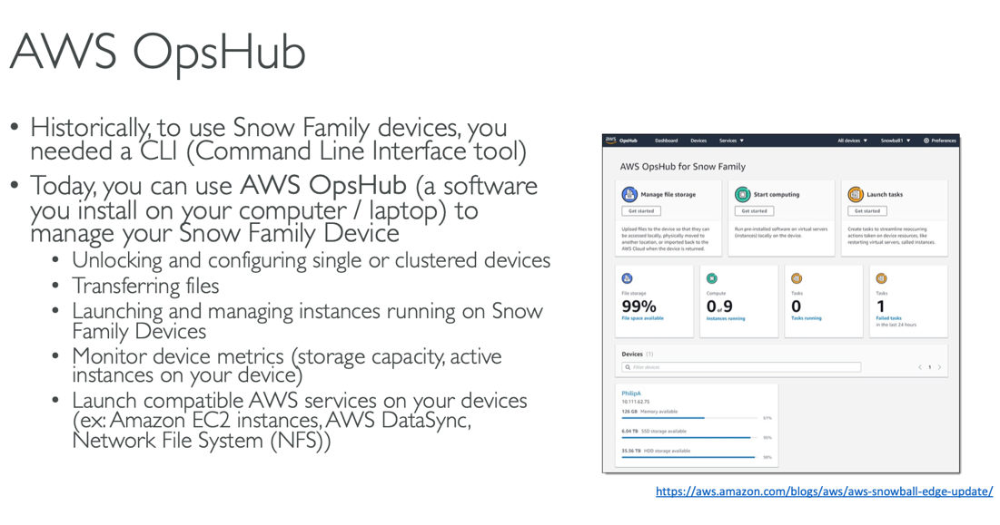 AWS OpsHub
• Historically, to use Snow Family devices, you
needed a CLI (Command Line Interface tool)
• Today, you can use AWS OpsHub (a software
you install on your computer / laptop) to
manage your Snow Family Device
• Unlocking and configuring single or clustered devices
• Transferring files
• Launching and managing instances running on Snow
Family Devices
• Monitor device metrics (storage capacity, active
instances on your device)
• Launch compatible AWS services on your devices
(ex: Amazon EC2 instances, AWS DataSync,
Network File System (NFS))
aws OpsHub Dashboard Devices Services All devices Snowball1 Preferences
AWS OpsHub for Snow Family
Manage file storage
Get started
Upload files to the device so that they can
be accessed locally, physically moved to
another location, or imported back to the
AWS Cloud when the device is returned.
Start computing
Get started
Run pre-installed software on virtual servers
(instances) locally on the device.
Launch tasks
Get started
Create tasks to streamline reoccurring
actions taken on device resources, like
restarting virtual servers, called instances.
File storage
99%
File space available
Compute
0 of 9
Instances running
Tasks
0
Tasks running
Tasks
1
Failed tasks
in the last 24 hours
Devices (1)
Filter devices
< 1 >
PhilipA
10.111.62.75
126 GB Memory available
61%
6.04 TB SSD storage available
95%
35.56 TB HDD storage available
98%
https://aws.amazon.com/blogs/aws/aws-snowball-edge-update/